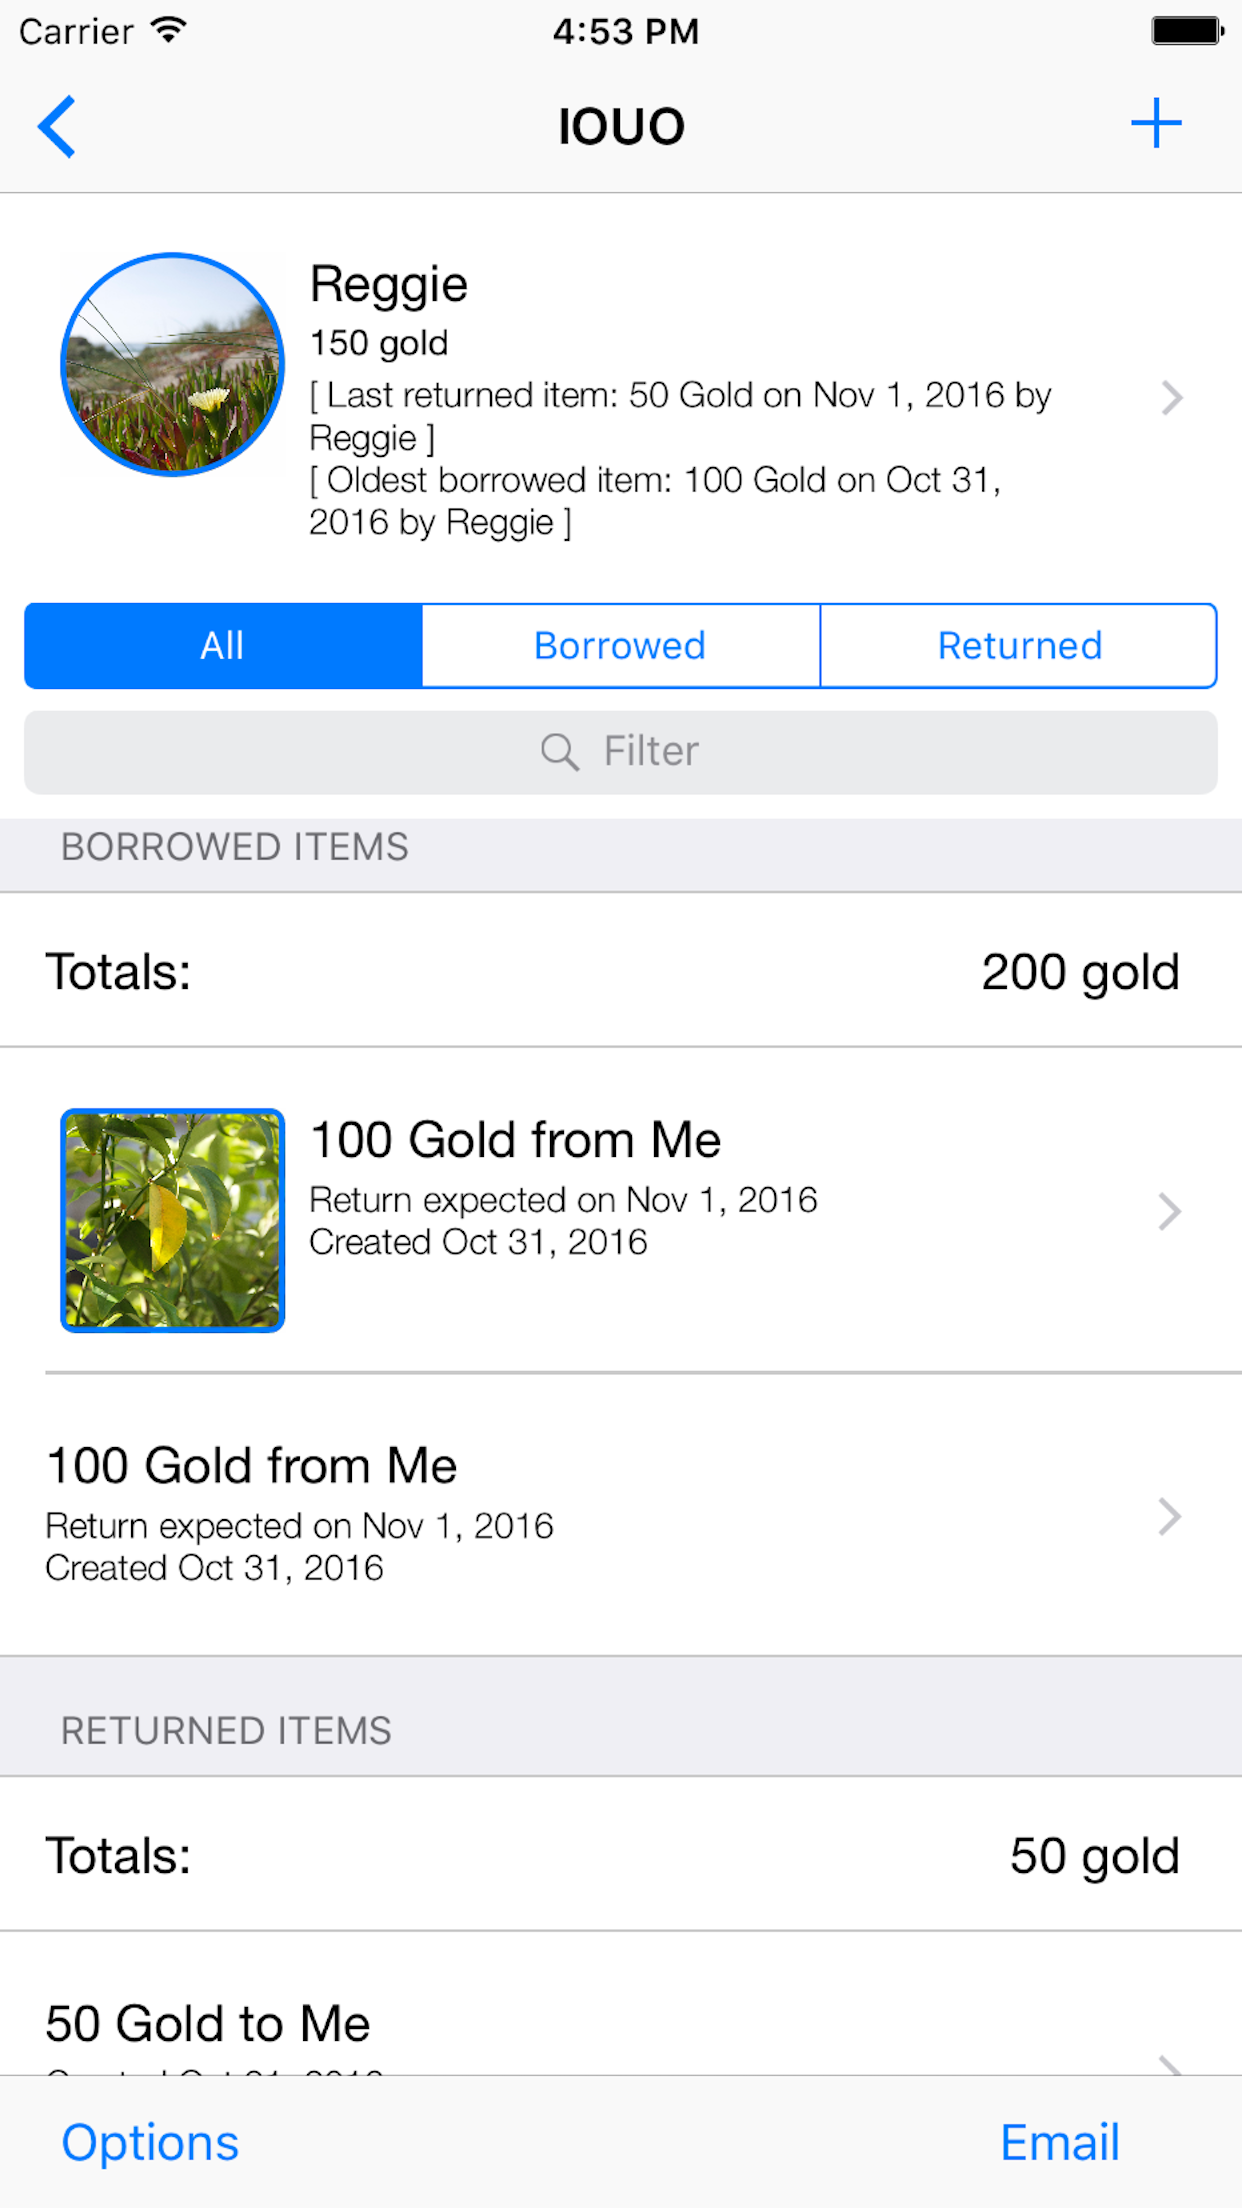 Carrier 4:53 PM
IOUO
Reggie
150 gold
[ Last returned item: 50 Gold on Nov 1, 2016 by
Reggie ]
[ Oldest borrowed item: 100 Gold on Oct 31,
2016 by Reggie ]
All Borrowed Returned
Filter
BORROWED ITEMS
Totals: 200 gold
100 Gold from Me
Return expected on Nov 1, 2016
Created Oct 31, 2016
100 Gold from Me
Return expected on Nov 1, 2016
Created Oct 31, 2016
RETURNED ITEMS
Totals: 50 gold
50 Gold to Me
Options Email